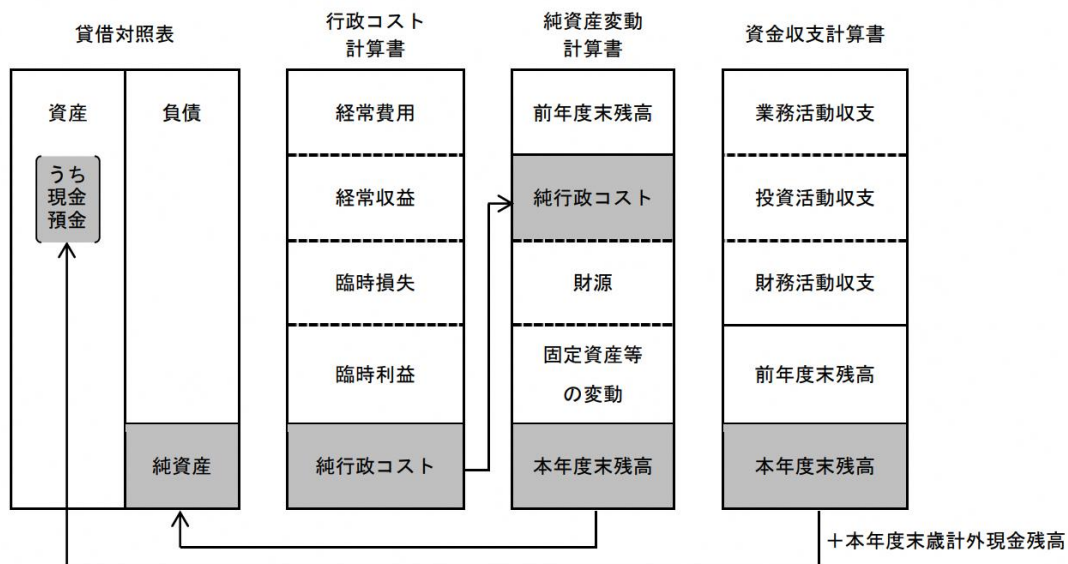 貸借対照表
行政コスト
計算書
純資産変動
計算書
資金収支計算書
資産
負債
うち
現金
預金
純資産
経常費用
経常収益
臨時損失
臨時利益
純行政コスト
前年度末残高
純行政コスト
財源
固定資産等
の変動
本年度末残高
業務活動収支
投資活動収支
財務活動収支
前年度末残高
本年度末残高
＋本年度末歳計外現金残高